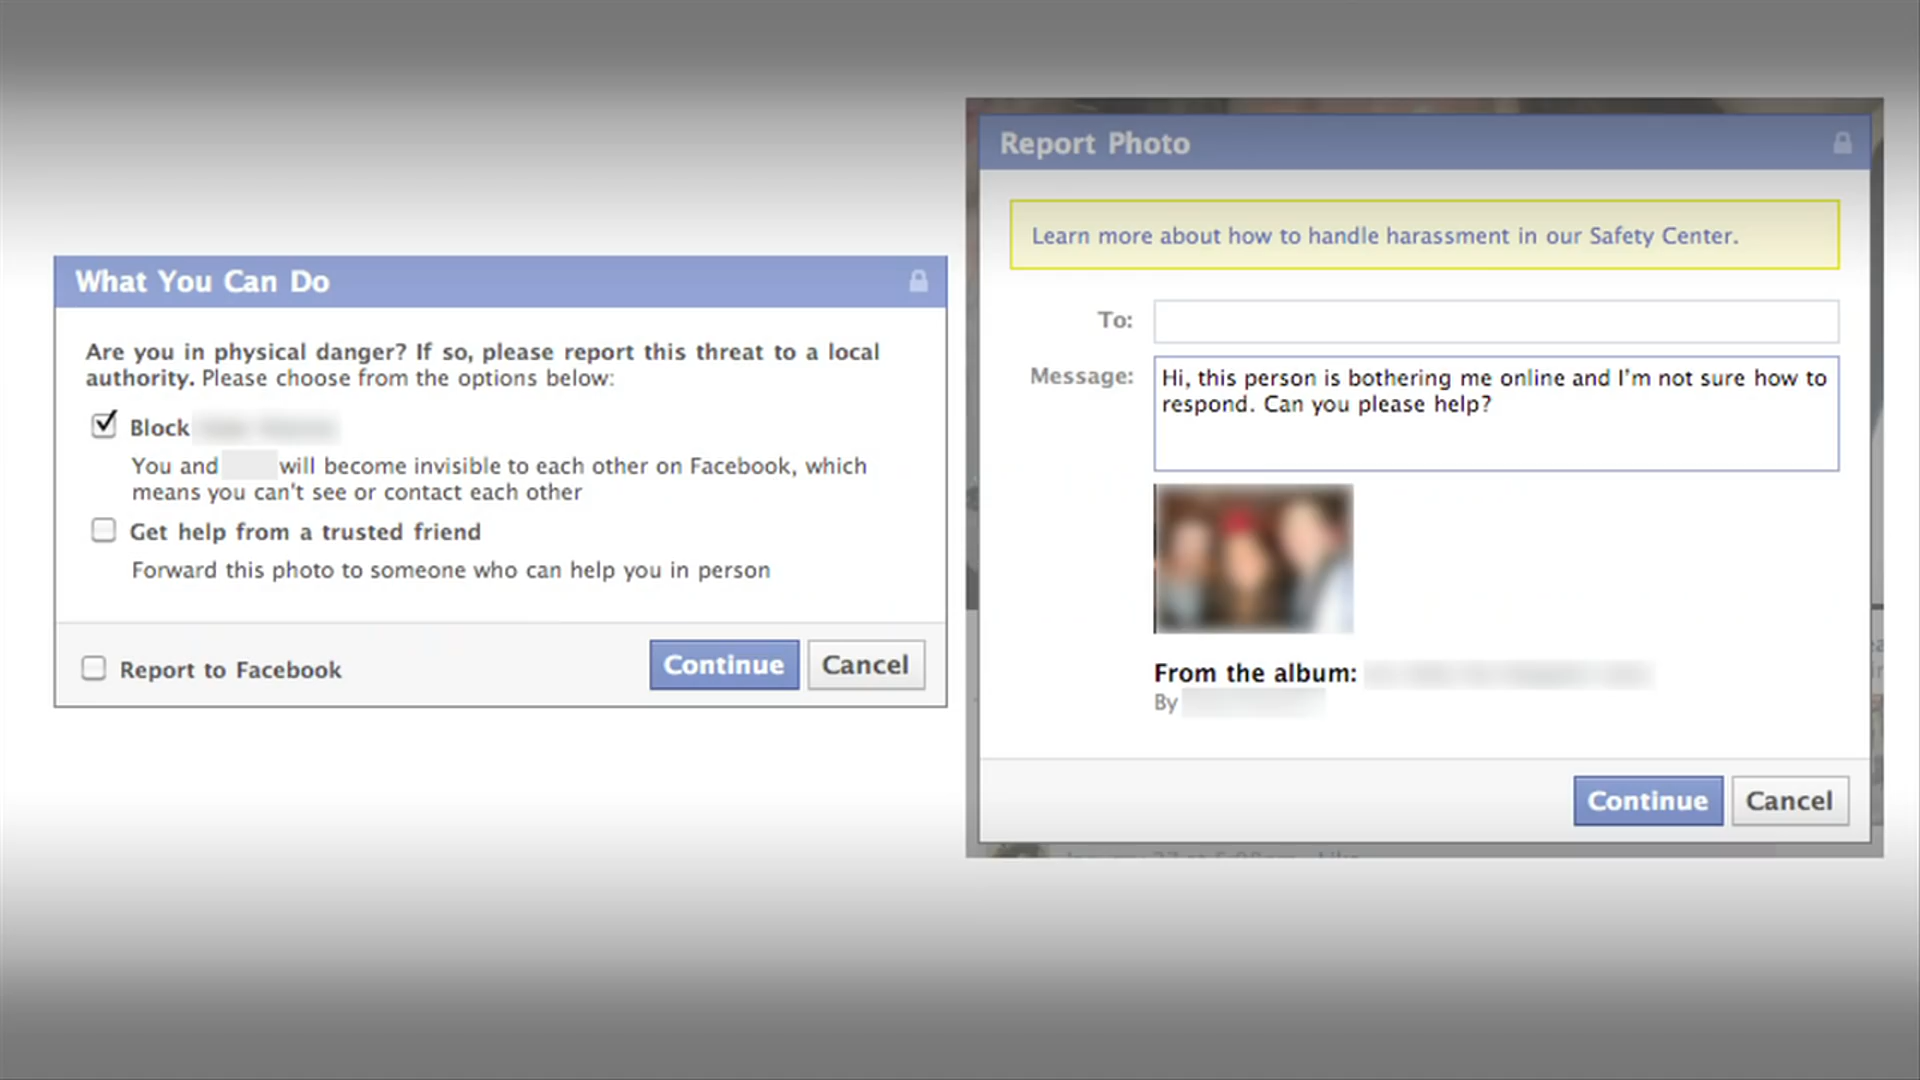 What You Can Do
Are you in physical danger? If so, please report this threat to a local
authority. Please choose from the options below:
Block
You and will become invisible to each other on Facebook, which
means you can't see or contact each other
Get help from a trusted friend
Forward this photo to someone who can help you in person
Report to Facebook
Continue
Cancel
Report Photo
Learn more about how to handle harassment in our Safety Center.
To:
Message:
Hi, this person is bothering me online and I'm not sure how to
respond. Can you please help?
From the album:
By
Continue
Cancel